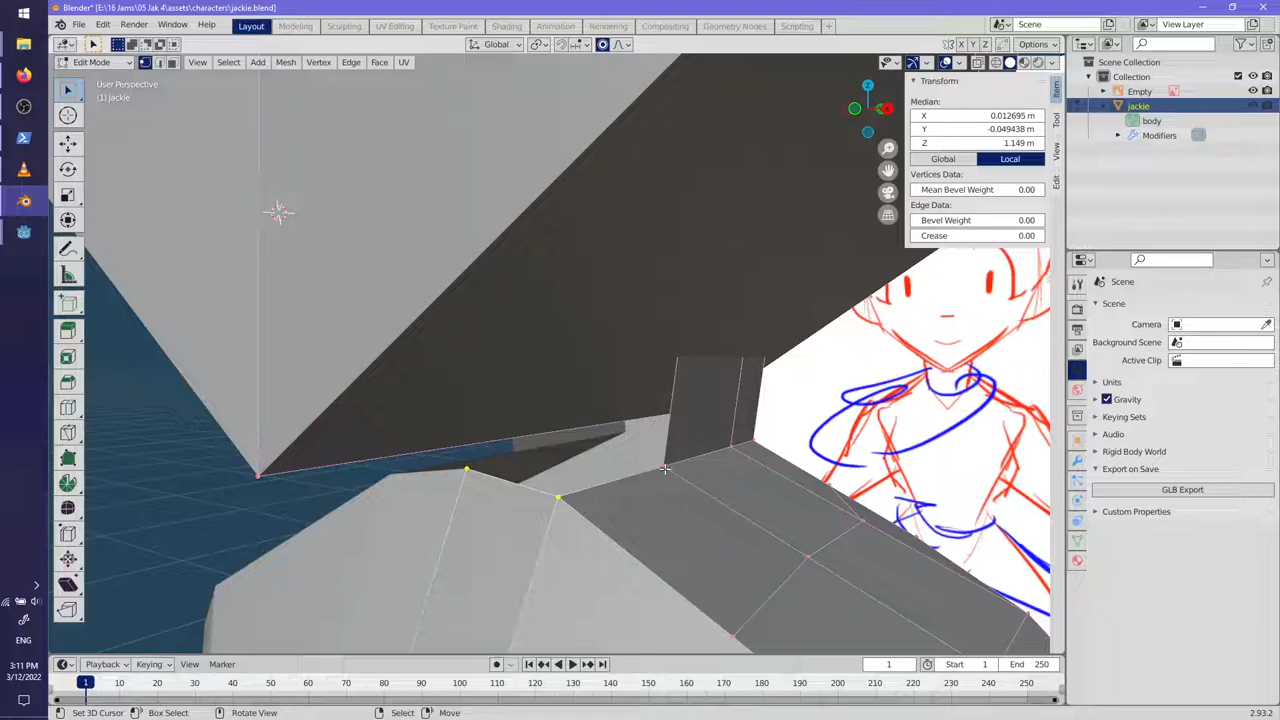 Blender* [E:\16 Jams\05 Jak 4\assets\characters\jackie.blend]
File Edit Render Window Help Layout Modeling Sculpting UV Editing Texture Paint Shading Animation Rendering Compositing Geometry Nodes Scripting + Scene View Layer
Global Options
X Y Z
Edit Mode View Select Add Mesh Vertex Edge Face UV
User Perspective
(1) jackie
Transform
Median:
X 0.012695 m
Y -0.049438 m
Z 1.149 m
Global Local
Vertices Data:
Mean Bevel Weight 0.00
Edge Data:
Bevel Weight 0.00
Crease 0.00
Item
Tool
View
Edit
Z
Scene Collection
Collection
Empty
jackie
body
Modifiers
Scene
Scene
Camera
Background Scene
Active Clip
Units
Gravity
Keying Sets
Audio
Rigid Body World
Export on Save
GLB Export
Custom Properties
ENG
3:11 PM
3/12/2022
Playback Keying View Marker 1 Start 1 End 250
1 10 20 30 40 50 60 70 80 90 100 110 120 130 140 150 160 170 180 190 200 210 220 230 240 250
Set 3D Cursor Box Select Rotate View Select Move 2.93.2